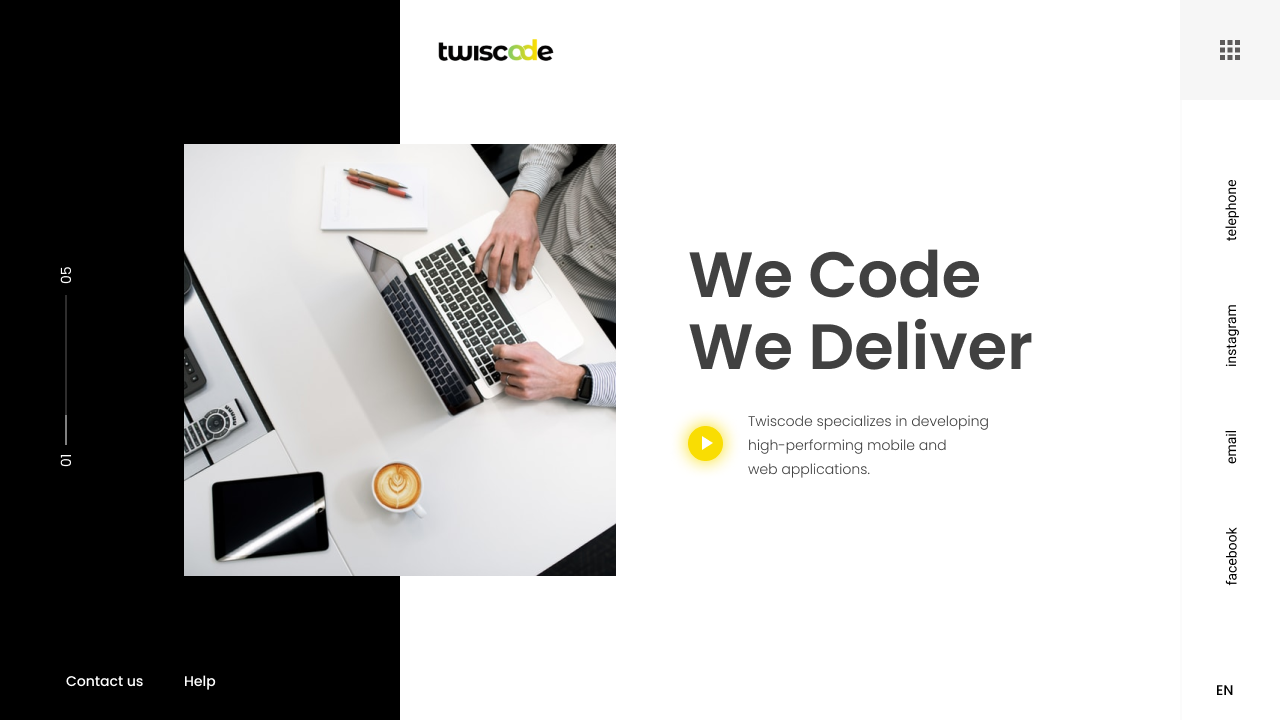 twiscode
05
01
We Code
We Deliver
Twiscode specializes in developing
high-performing mobile and
web applications.
telephone
instagram
email
facebook
Contact us
Help
EN